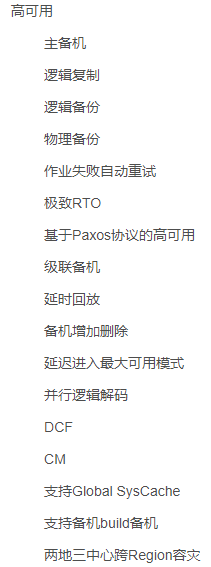 高可用
主备机
逻辑复制
逻辑备份
物理备份
作业失败自动重试
极致RTO
基于Paxos协议的高可用
级联备机
延时回放
备机增加删除
延迟进入最大可用模式
并行逻辑解码
DCF
CM
支持Global SysCache
支持备机build备机
两地三中心跨Region容灾